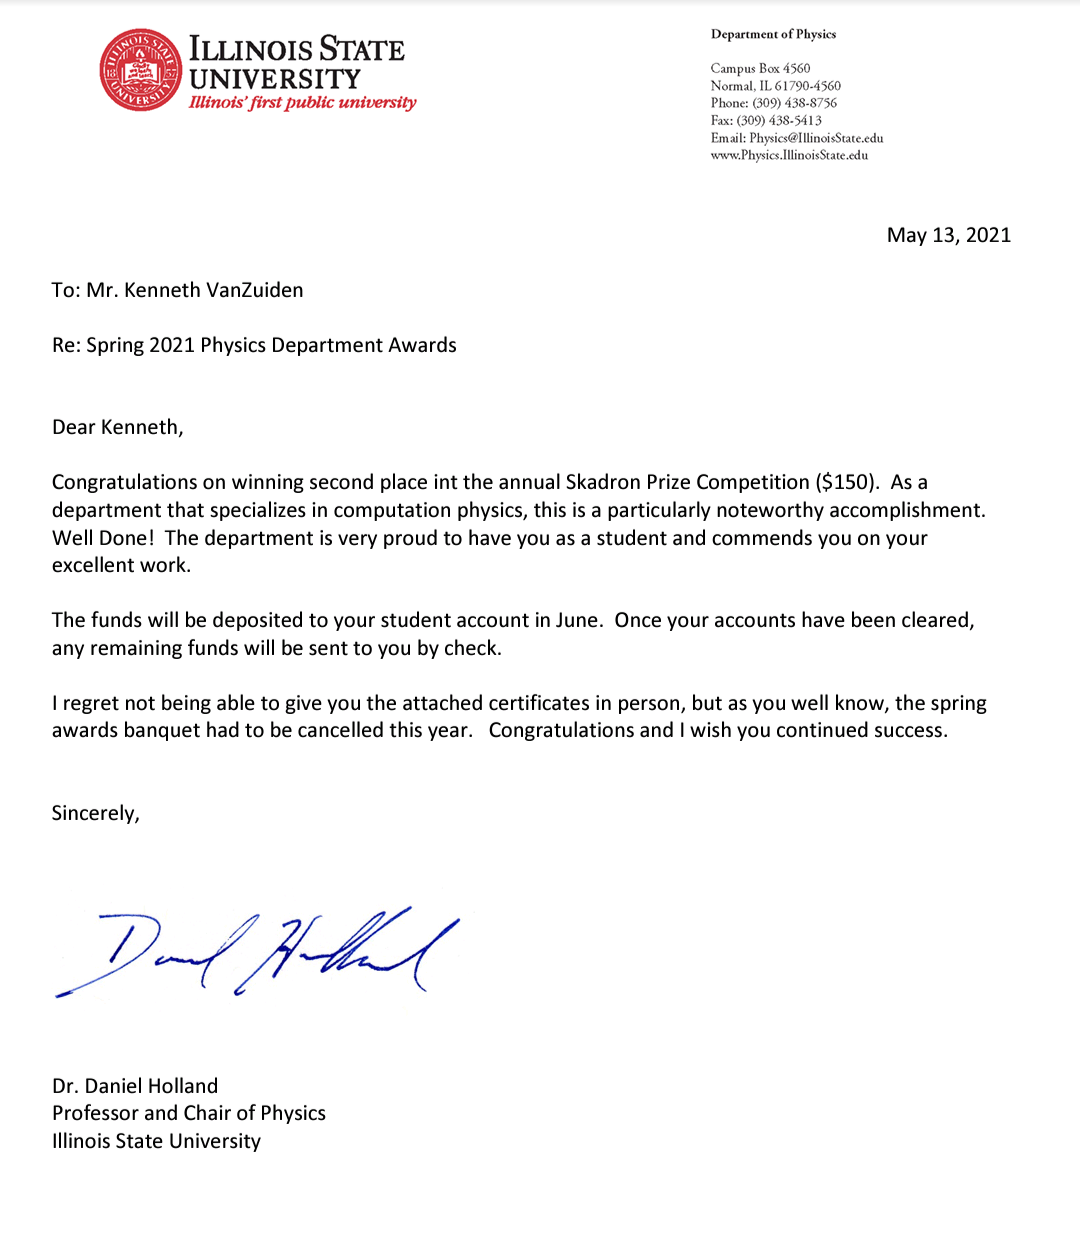 ILLINOIS STATE
UNIVERSITY
Illinois' first public university
Department of Physics
Campus Box 4560
Normal, IL 61790-4560
Phone: (309) 438-8756
Fax: (309) 438-5413
Email: Physics@IllinoisState.edu
www.Physics.IllinoisState.edu
May 13, 2021
To: Mr. Kenneth VanZuiden
Re: Spring 2021 Physics Department Awards
Dear Kenneth,
Congratulations on winning second place int the annual Skadron Prize Competition ($150).  As a
department that specializes in computation physics, this is a particularly noteworthy accomplishment.
Well Done!  The department is very proud to have you as a student and commends you on your
excellent work.
The funds will be deposited to your student account in June.  Once your accounts have been cleared,
any remaining funds will be sent to you by check.
I regret not being able to give you the attached certificates in person, but as you well know, the spring
awards banquet had to be cancelled this year.   Congratulations and I wish you continued success.
Sincerely,
Daniel Holland
Dr. Daniel Holland
Professor and Chair of Physics
Illinois State University